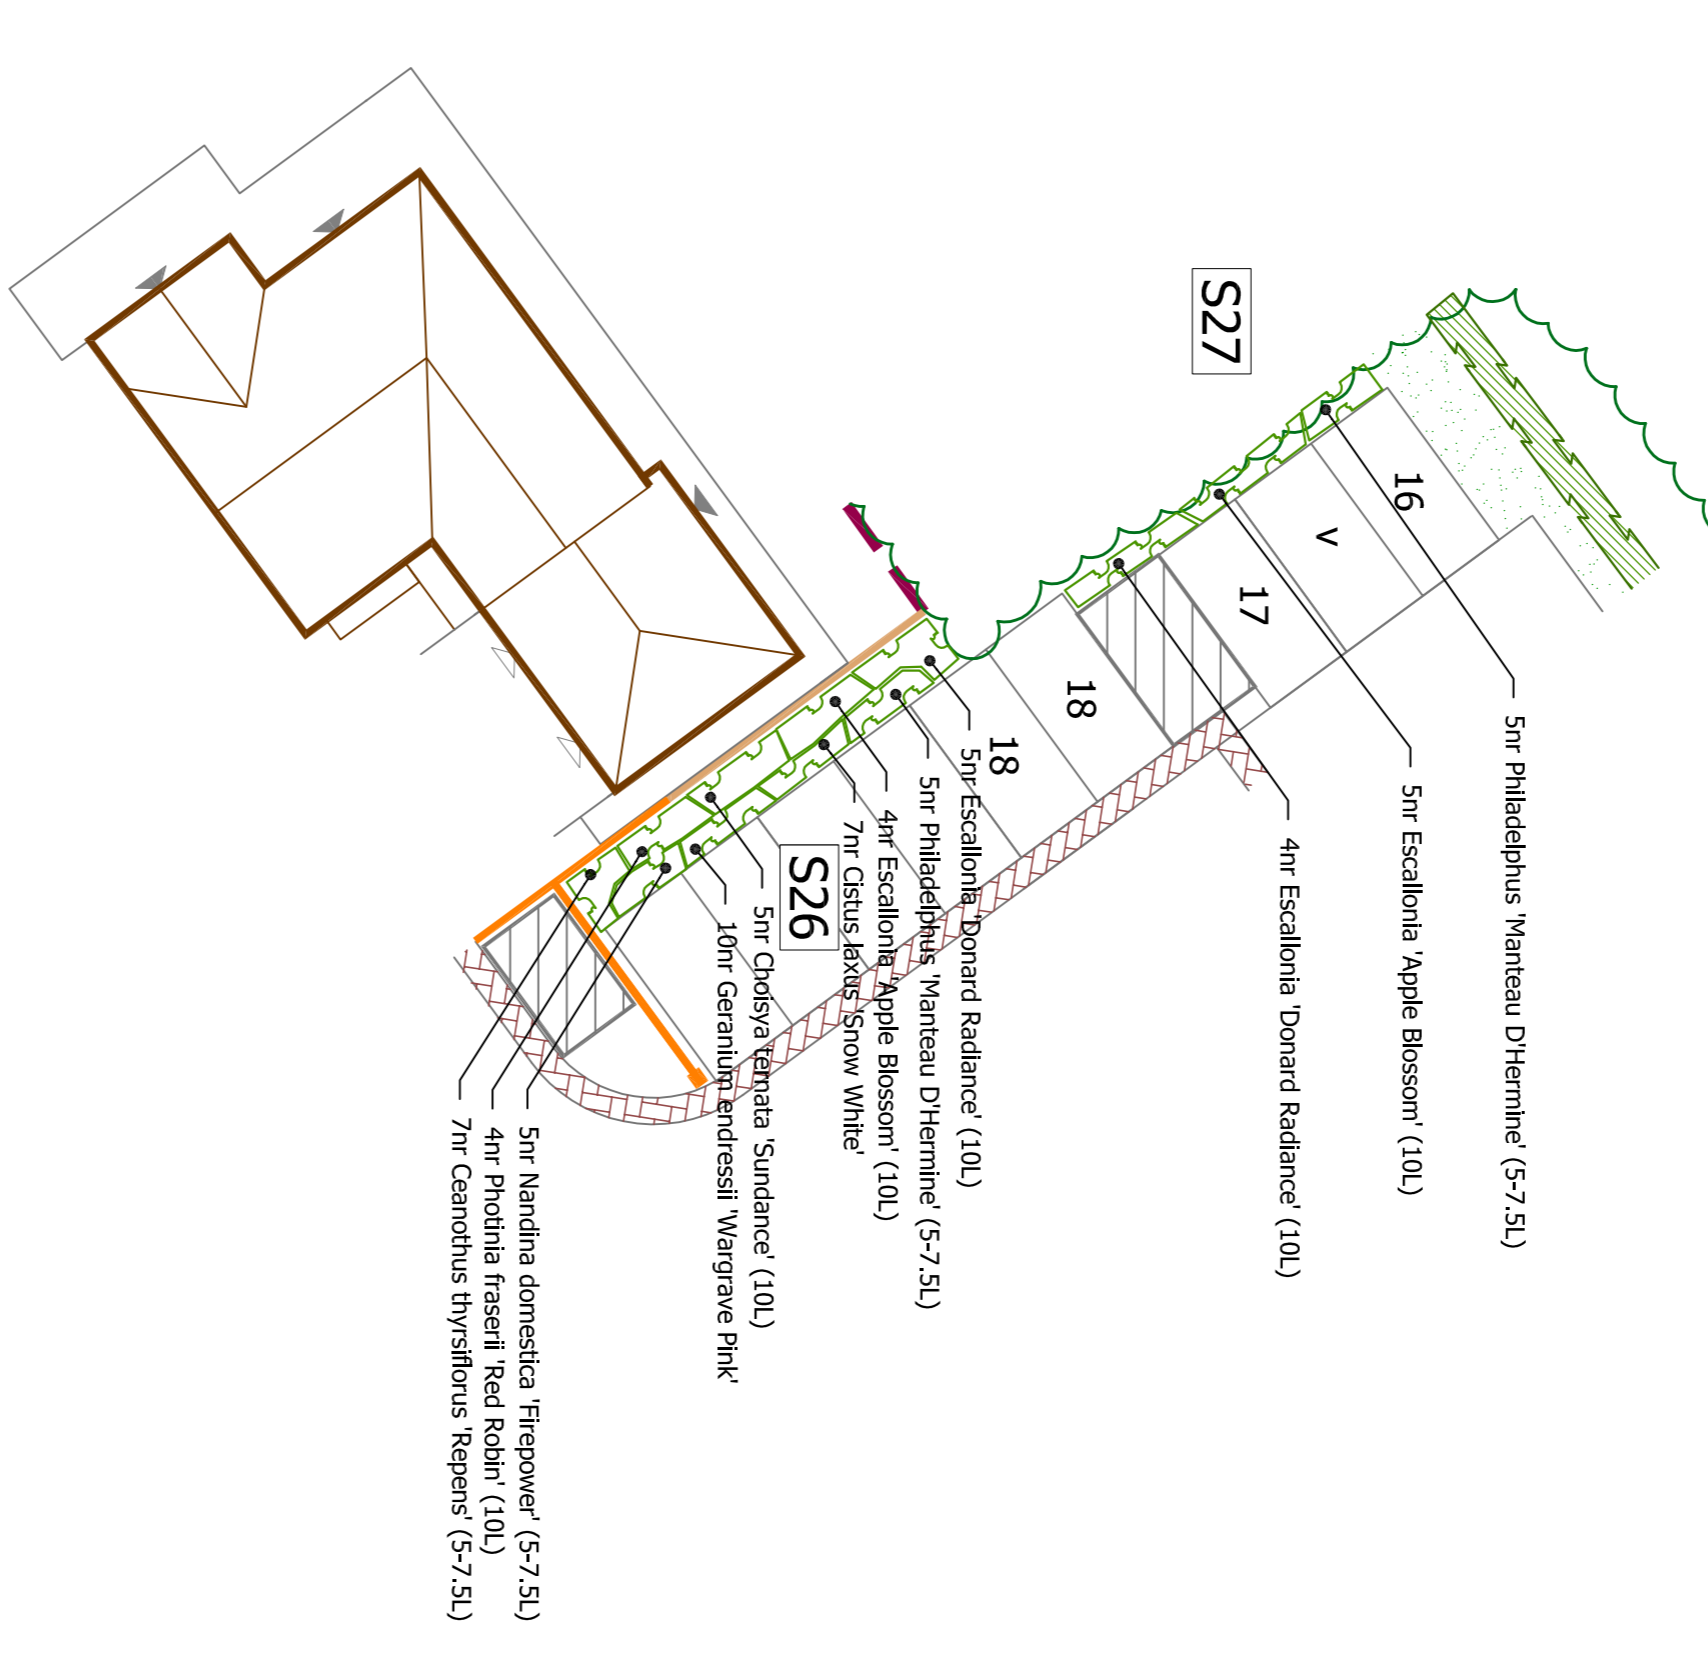 S27
16
V
17
18
18
S26
5nr Philadelphus 'Manteau D'Hermine' (5-7.5L)
5nr Escallonia 'Apple Blossom' (10L)
4nr Escallonia 'Donard Radiance' (10L)
5nr Escallonia 'Donard Radiance' (10L)
5nr Philadelphus 'Manteau D'Hermine' (5-7.5L)
4nr Escallonia 'Apple Blossom' (10L)
7nr Cistus laxus 'Snow White'
5nr Choisya ternata 'Sundance' (10L)
10nr Geranium endressii 'Wargrave Pink'
5nr Nandina domestica 'Firepower' (5-7.5L)
4nr Photinia fraserii 'Red Robin' (10L)
7nr Ceanothus thyrsiflorus 'Repens' (5-7.5L)